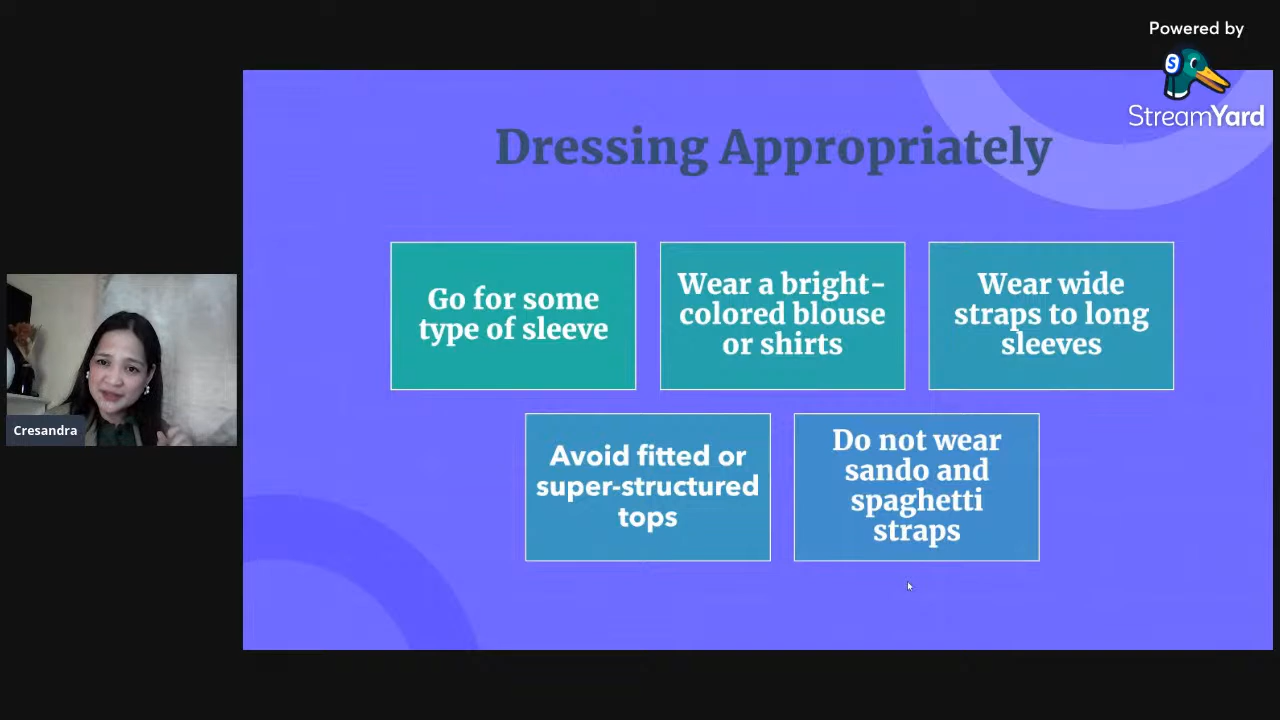 Powered by
StreamYard
Dressing Appropriately
Go for some
type of sleeve
Wear a bright-
colored blouse
or shirts
Wear wide
straps to long
sleeves
Avoid fitted or
super-structured
tops
Do not wear
sando and
spaghetti
straps
Cresandra